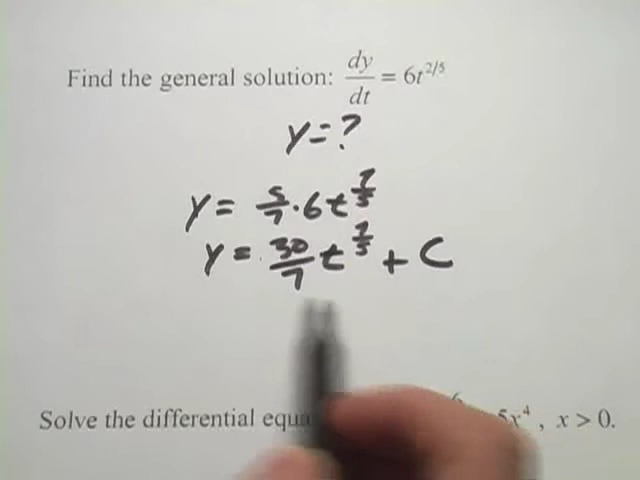 Find the general solution: dy/dt = 6t^{2/5}
y = ?
y = 5/7 · 6t^{7/5}
y = 30/7 t^{7/5} + C
Solve the differential 5x^4 , x > 0.